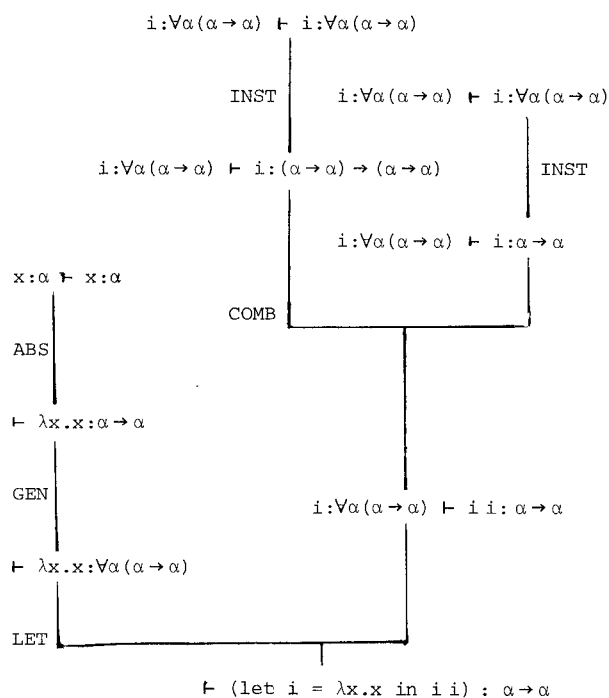 i:∀α(α→α) ⊢ i:∀α(α→α)
INST i:∀α(α→α) ⊢ i:∀α(α→α)
i:∀α(α→α) ⊢ i:(α→α)→(α→α) INST
i:∀α(α→α) ⊢ i:α→α
x:α ⊢ x:α
COMB
ABS
⊢ λx.x:α→α
GEN
i:∀α(α→α) ⊢ i i: α→α
⊢ λx.x:∀α(α→α)
LET
⊢ (let i = λx.x in i i) : α→α